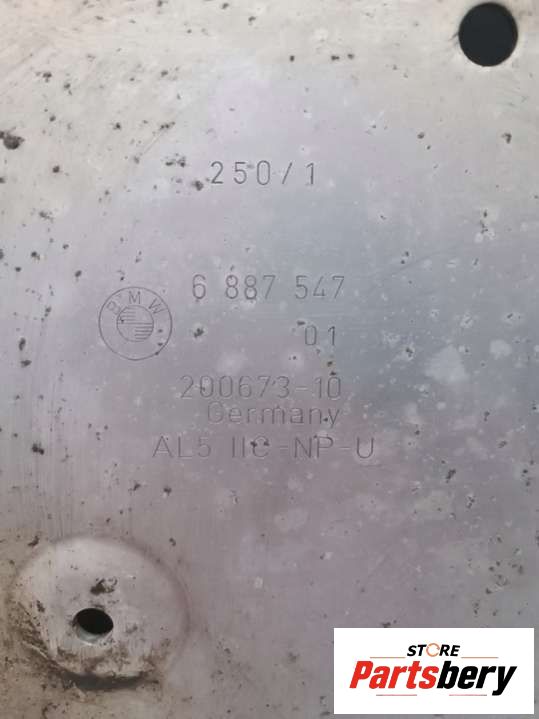 250/1
6 887 547
BMW
01
200673-10
Germany
AL5 IIC-NP-U
STORE
Partsbery